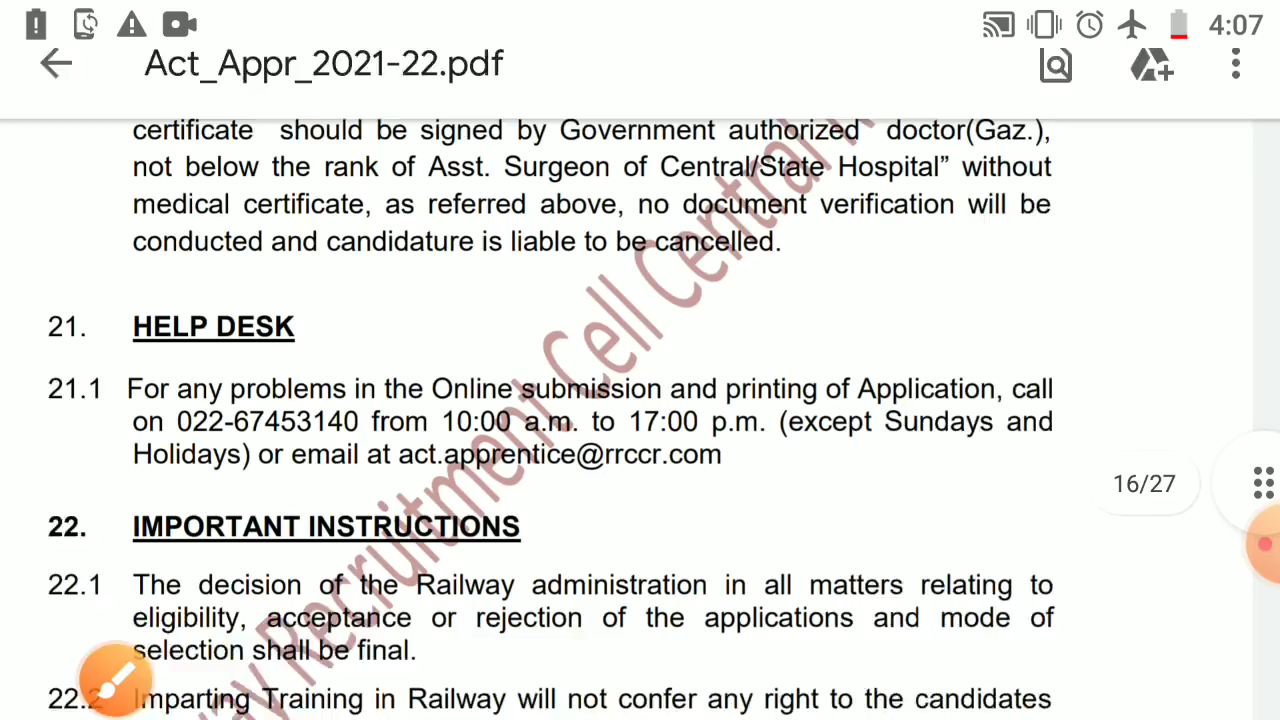 4:07
Act_Appr_2021-22.pdf
certificate should be signed by Government authorized doctor(Gaz.),
not below the rank of Asst. Surgeon of Central/State Hospital” without
medical certificate, as referred above, no document verification will be
conducted and candidature is liable to be cancelled.
21. HELP DESK
21.1 For any problems in the Online submission and printing of Application, call
on 022-67453140 from 10:00 a.m. to 17:00 p.m. (except Sundays and
Holidays) or email at act.apprentice@rrccr.com
16/27
22. IMPORTANT INSTRUCTIONS
22.1 The decision of the Railway administration in all matters relating to
eligibility, acceptance or rejection of the applications and mode of
selection shall be final.
22.2 Imparting Training in Railway will not confer any right to the candidates
Recruitment Cell Central